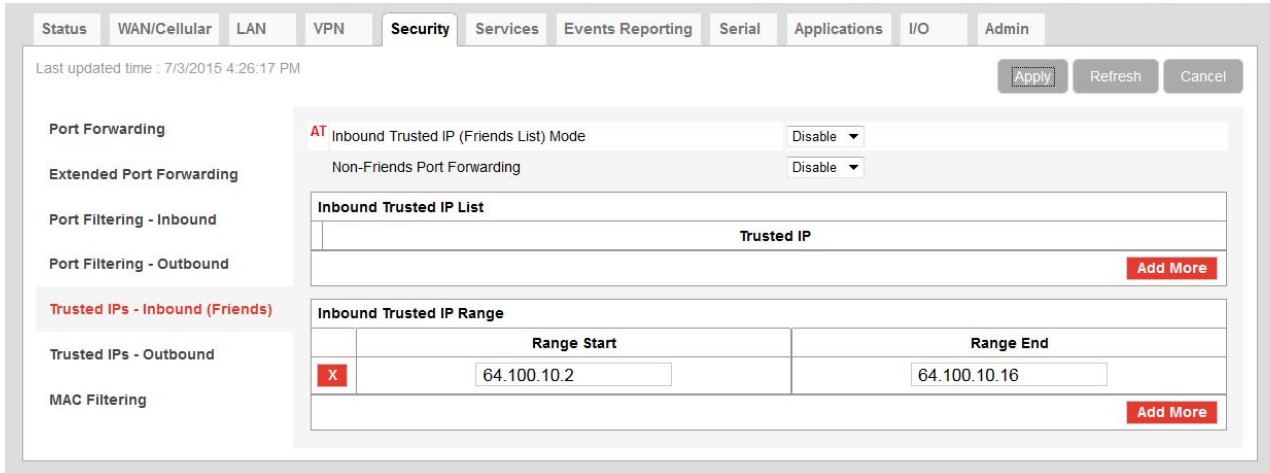 Status WAN/Cellular LAN VPN Security Services Events Reporting Serial Applications I/O Admin
Last updated time : 7/3/2015 4:26:17 PM
Apply Refresh Cancel
Port Forwarding
Extended Port Forwarding
Port Filtering - Inbound
Port Filtering - Outbound
Trusted IPs - Inbound (Friends)
Trusted IPs - Outbound
MAC Filtering
AT Inbound Trusted IP (Friends List) Mode Disable
Non-Friends Port Forwarding Disable
Inbound Trusted IP List
Trusted IP
Add More
Inbound Trusted IP Range
Range Start Range End
X 64.100.10.2 64.100.10.16
Add More